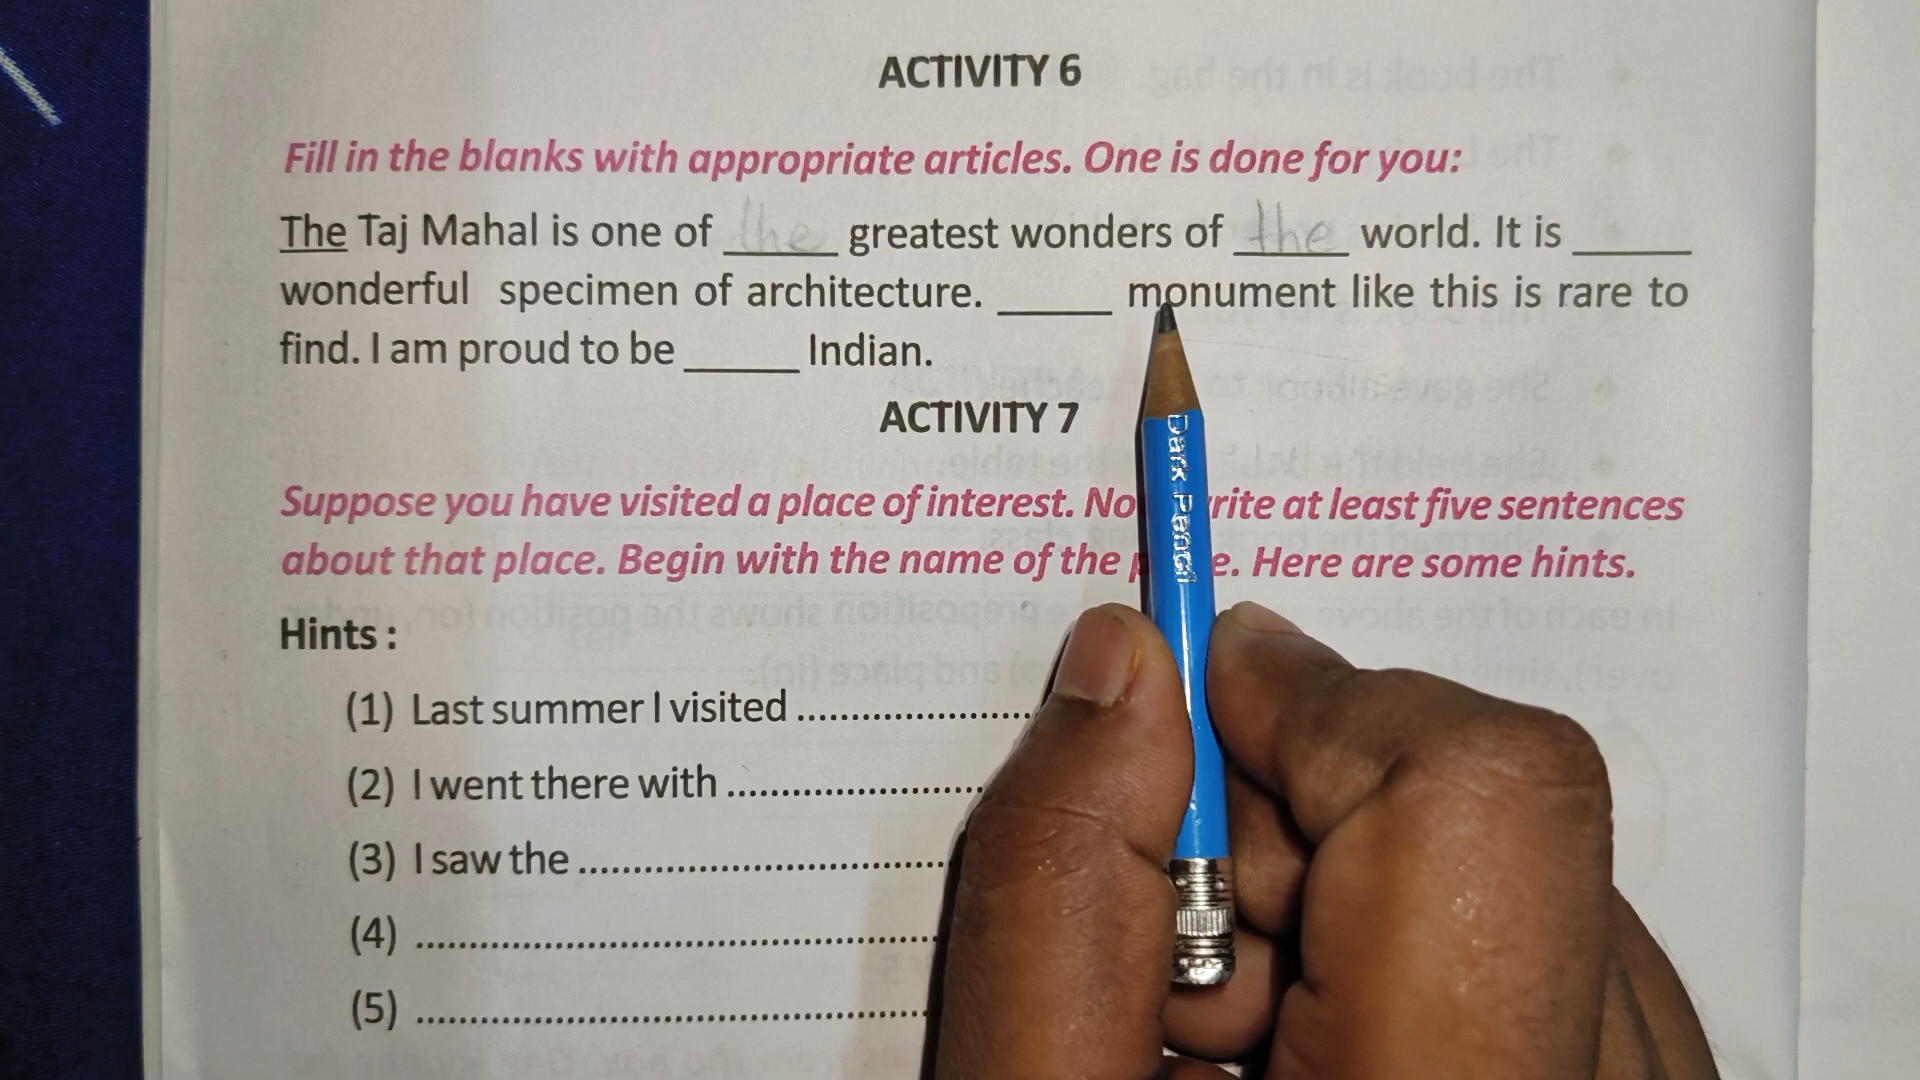 ACTIVITY 6
Fill in the blanks with appropriate articles. One is done for you:
The Taj Mahal is one of the greatest wonders of the world. It is _____
wonderful specimen of architecture. _____ monument like this is rare to
find. I am proud to be _____ Indian.
ACTIVITY 7
Suppose you have visited a place of interest. rite at least five sentences
about that place. Begin with the name of the e. Here are some hints.
Hints :
(1) Last summer I visited ......................
(2) I went there with ........................
(3) I saw the ..................................
(4) ................................................
(5) ...............................................
Dark Pencil